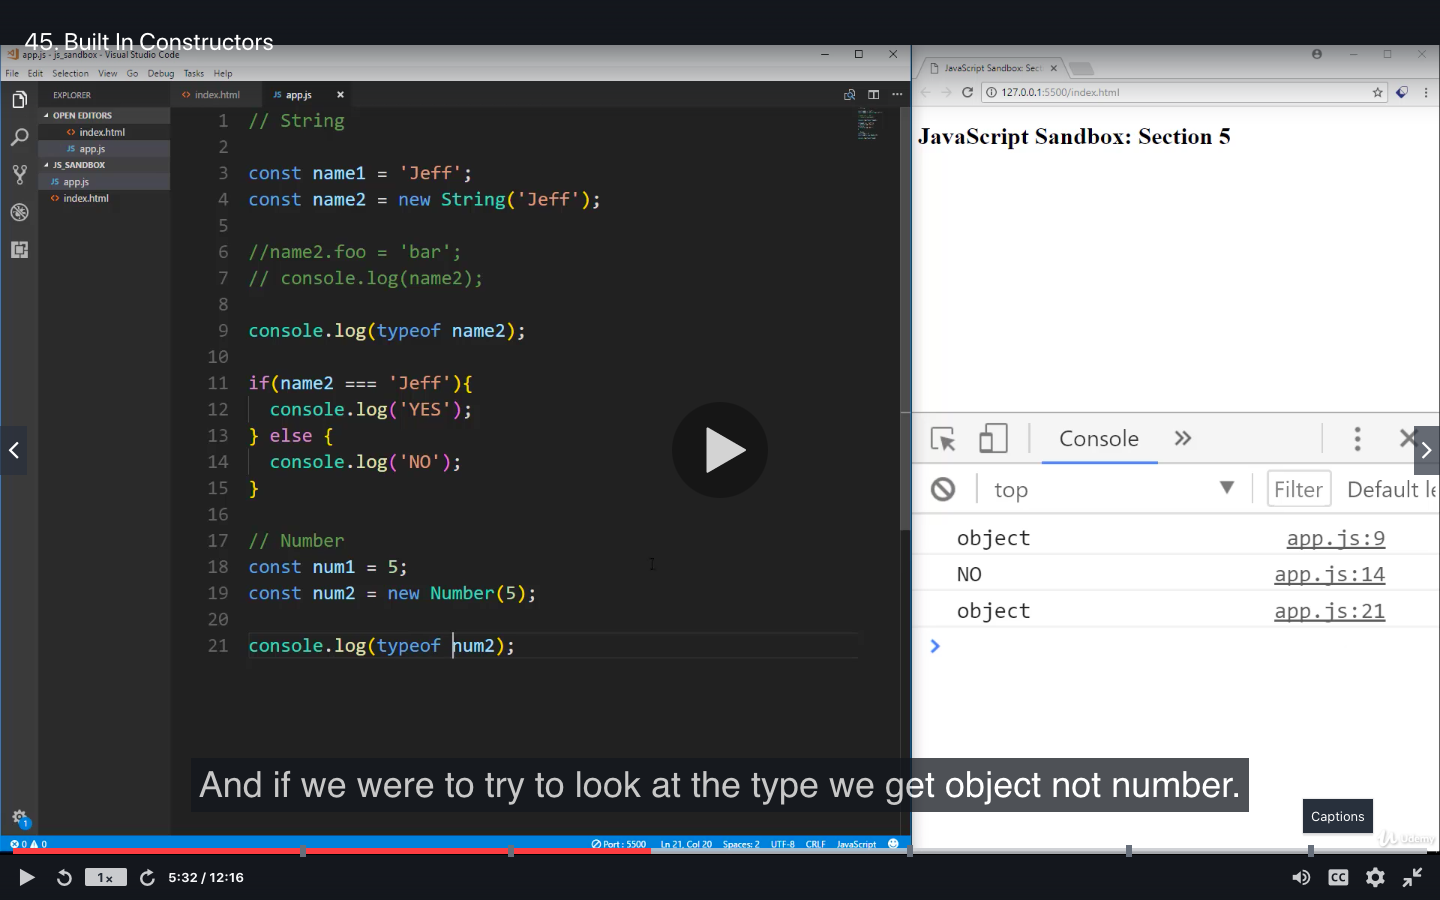 45. Built In Constructors
app.js - js_sandbox - Visual Studio Code
File Edit Selection View Go Debug Tasks Help
EXPLORER
OPEN EDITORS
index.html
app.js
JS_SANDBOX
app.js
index.html
1
index.html
app.js
1 // String
2
3 const name1 = 'Jeff';
4 const name2 = new String('Jeff');
5
6 //name2.foo = 'bar';
7 // console.log(name2);
8
9 console.log(typeof name2);
10
11 if(name2 === 'Jeff'){
12 console.log('YES');
13 } else {
14 console.log('NO');
15 }
16
17 // Number
18 const num1 = 5;
19 const num2 = new Number(5);
20
21 console.log(typeof num2);
0 0
Port : 5500 Ln 21, Col 20 Spaces: 2 UTF-8 CRLF JavaScript
JavaScript Sandbox: Sect
127.0.0.1:5500/index.html
JavaScript Sandbox: Section 5
Console
top Filter Default le
object app.js:9
NO app.js:14
object app.js:21
And if we were to try to look at the type we get object not number.
Captions
Udemy
1x 5:32 / 12:16
CC